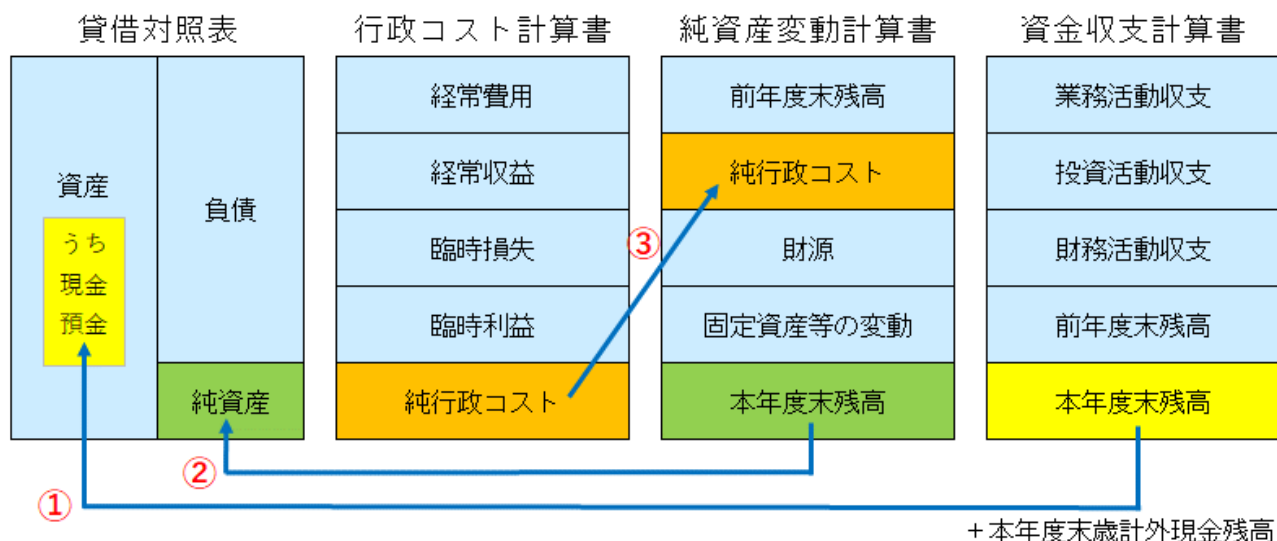 貸借対照表
行政コスト計算書
純資産変動計算書
資金収支計算書
資産
うち
現金
預金
負債
純資産
経常費用
経常収益
臨時損失
臨時利益
純行政コスト
前年度末残高
純行政コスト
財源
固定資産等の変動
本年度末残高
業務活動収支
投資活動収支
財務活動収支
前年度末残高
本年度末残高
③
②
①
+本年度末歳計外現金残高